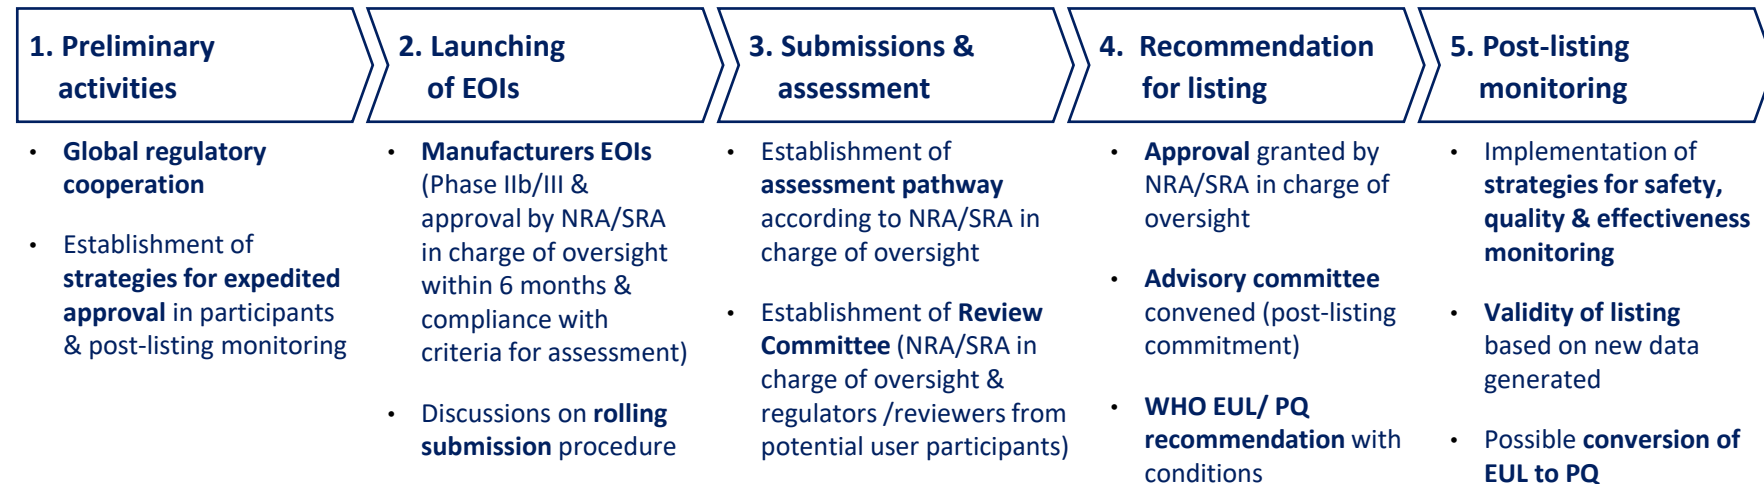 1. Preliminary
activities
• Global regulatory
cooperation
• Establishment of
strategies for expedited
approval in participants
& post-listing monitoring
2. Launching
of EOIs
• Manufacturers EOIs
(Phase IIb/III &
approval by NRA/SRA
in charge of oversight
within 6 months &
compliance with
criteria for assessment)
• Discussions on rolling
submission procedure
3. Submissions &
assessment
• Establishment of
assessment pathway
according to NRA/SRA in
charge of oversight
• Establishment of Review
Committee (NRA/SRA in
charge of oversight &
regulators /reviewers from
potential user participants)
4. Recommendation
for listing
• Approval granted by
NRA/SRA in charge of
oversight
• Advisory committee
convened (post-listing
commitment)
• WHO EUL/ PQ
recommendation with
conditions
5. Post-listing
monitoring
• Implementation of
strategies for safety,
quality & effectiveness
monitoring
• Validity of listing
based on new data
generated
• Possible conversion of
EUL to PQ